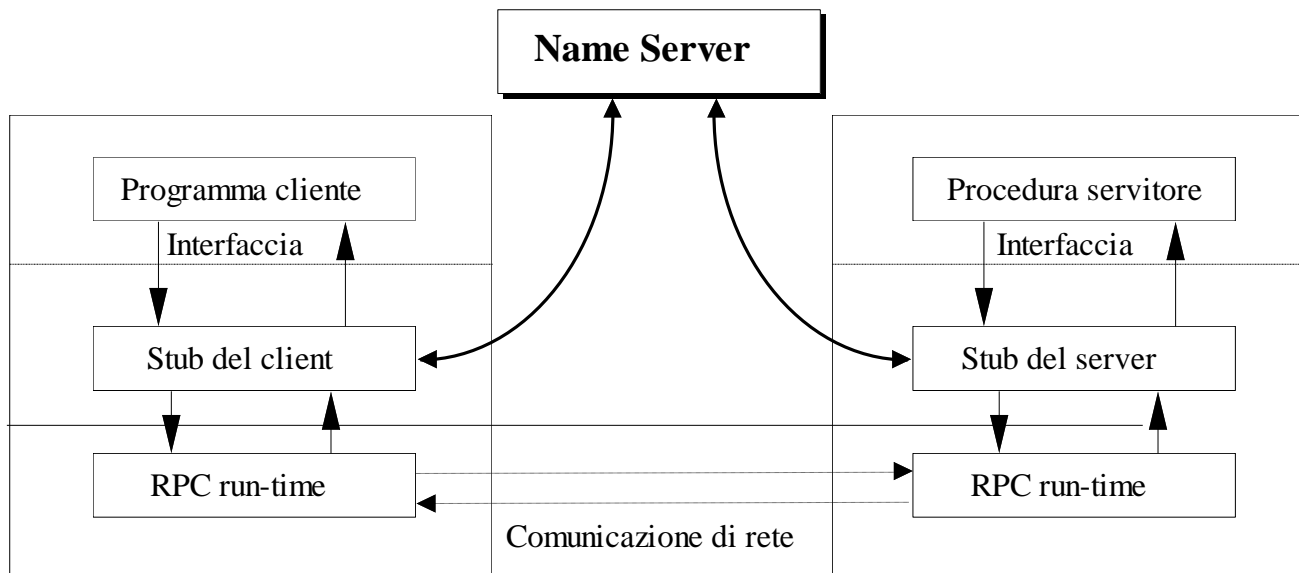 Name Server
Programma cliente
Procedura servitore
Interfaccia
Interfaccia
Stub del client
Stub del server
RPC run-time
RPC run-time
Comunicazione di rete